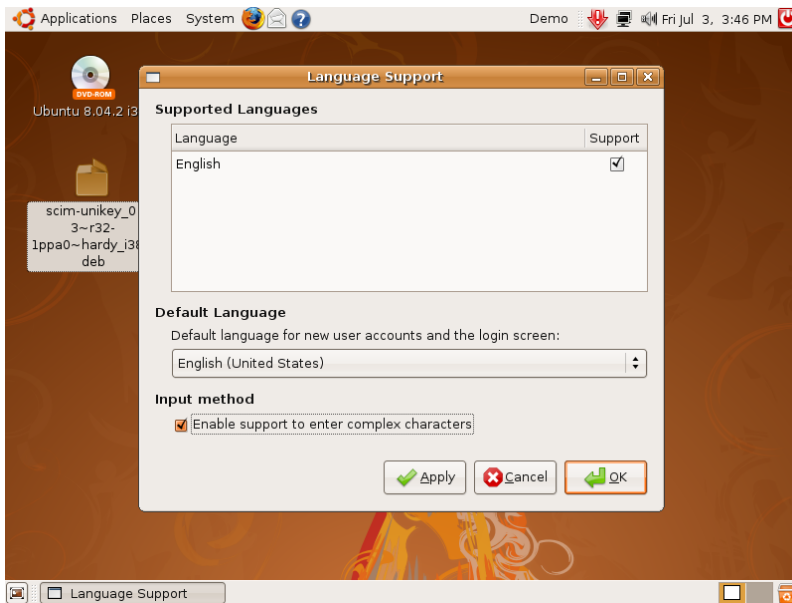 Applications Places System
Demo Fri Jul 3, 3:46 PM
DVD-ROM
Ubuntu 8.04.2 i3
scim-unikey_0
3~r32-
1ppa0~hardy_i38
deb
Language Support
Supported Languages
Language Support
English
Default Language
Default language for new user accounts and the login screen:
English (United States)
Input method
Enable support to enter complex characters
Apply Cancel OK
Language Support